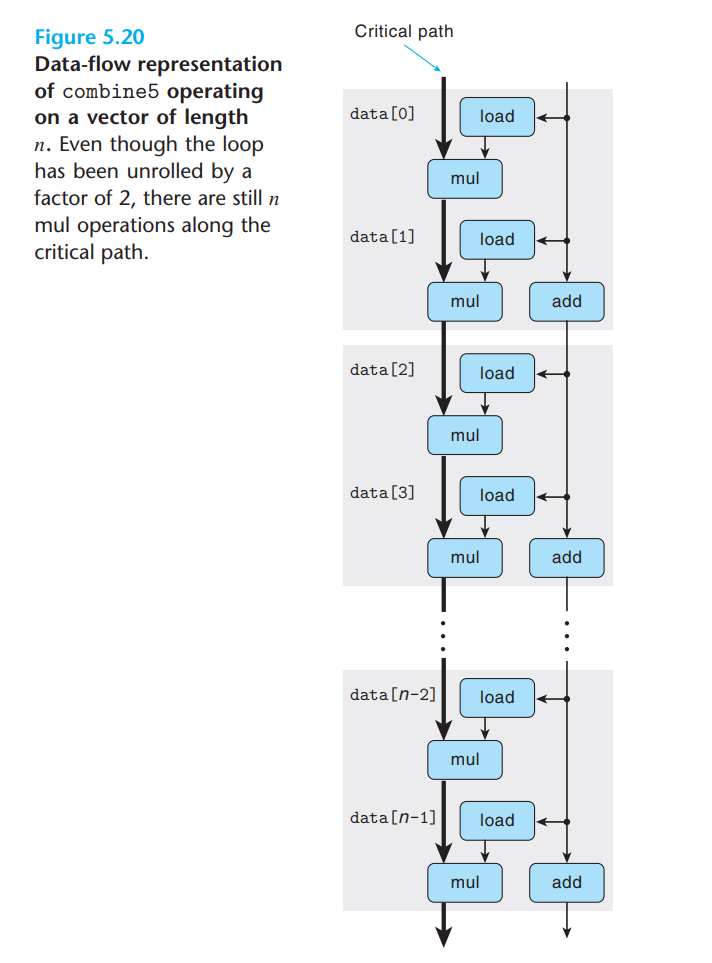 Figure 5.20
Data-flow representation
of combine5 operating
on a vector of length
n. Even though the loop
has been unrolled by a
factor of 2, there are still n
mul operations along the
critical path.
Critical path
data[0]
load
mul
data[1]
load
mul
add
data[2]
load
mul
data[3]
load
mul
add
data[n-2]
load
mul
data[n-1]
load
mul
add